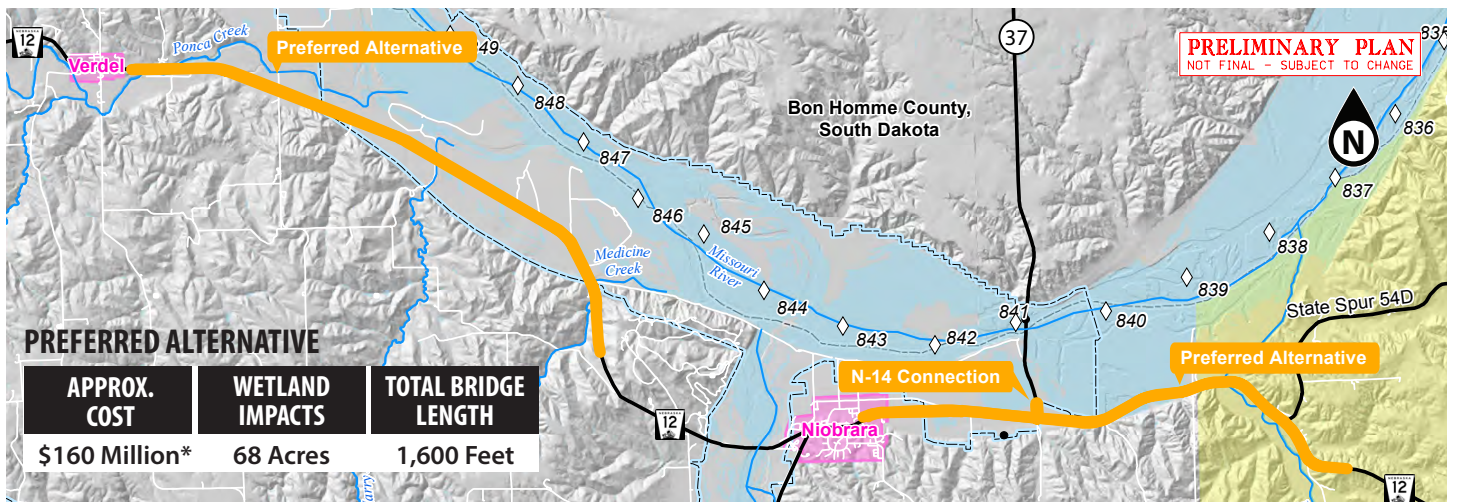 NEBRASKA
12
Verdel
Ponca Creek
Preferred Alternative
848
847
846
845
844
843
842
841
840
839
838
837
836
37
Bon Homme County,
South Dakota
PRELIMINARY PLAN
NOT FINAL - SUBJECT TO CHANGE
N
Missouri
River
Medicine
Creek
State Spur 54D
Preferred Alternative
N-14 Connection
Niobrara
NEBRASKA
12
NEBRASKA
12
PREFERRED ALTERNATIVE
APPROX.
COST
WETLAND
IMPACTS
TOTAL BRIDGE
LENGTH
$160 Million*
68 Acres
1,600 Feet